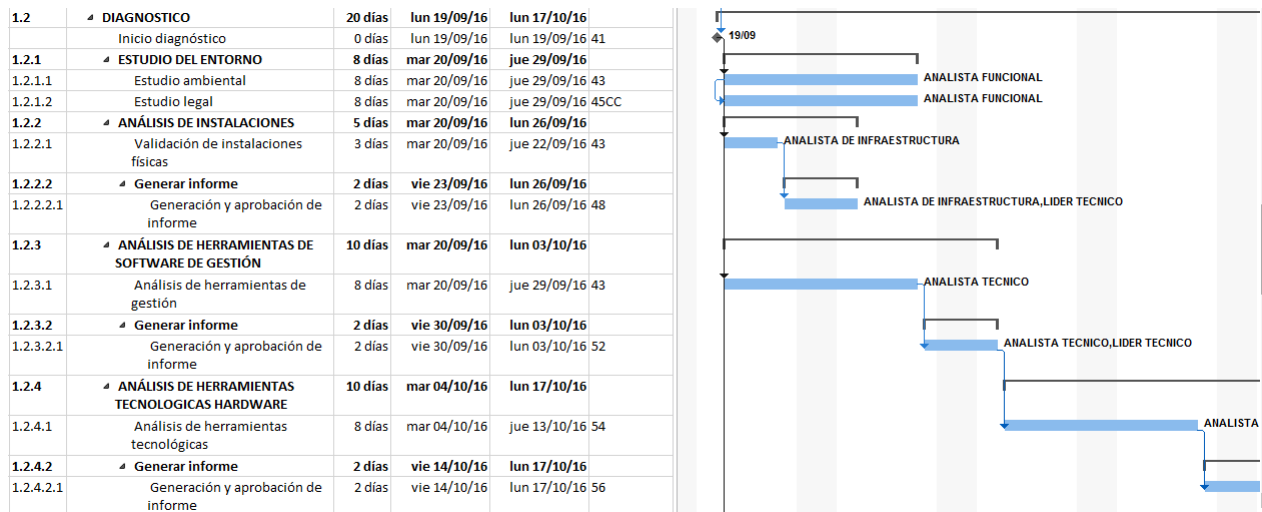 1.2 DIAGNOSTICO 20 días lun 19/09/16 lun 17/10/16
Inicio diagnóstico 0 días lun 19/09/16 lun 19/09/16 41 19/09
1.2.1 ESTUDIO DEL ENTORNO 8 días mar 20/09/16 jue 29/09/16
1.2.1.1 Estudio ambiental 8 días mar 20/09/16 jue 29/09/16 43 ANALISTA FUNCIONAL
1.2.1.2 Estudio legal 8 días mar 20/09/16 jue 29/09/16 45CC ANALISTA FUNCIONAL
1.2.2 ANÁLISIS DE INSTALACIONES 5 días mar 20/09/16 lun 26/09/16
1.2.2.1 Validación de instalaciones 3 días mar 20/09/16 jue 22/09/16 43 ANALISTA DE INFRAESTRUCTURA
físicas
1.2.2.2 Generar informe 2 días vie 23/09/16 lun 26/09/16
1.2.2.2.1 Generación y aprobación de 2 días vie 23/09/16 lun 26/09/16 48 ANALISTA DE INFRAESTRUCTURA,LIDER TECNICO
informe
1.2.3 ANÁLISIS DE HERRAMIENTAS DE 10 días mar 20/09/16 lun 03/10/16
SOFTWARE DE GESTIÓN
1.2.3.1 Análisis de herramientas de 8 días mar 20/09/16 jue 29/09/16 43 ANALISTA TECNICO
gestión
1.2.3.2 Generar informe 2 días vie 30/09/16 lun 03/10/16
1.2.3.2.1 Generación y aprobación de 2 días vie 30/09/16 lun 03/10/16 52 ANALISTA TECNICO,LIDER TECNICO
informe
1.2.4 ANÁLISIS DE HERRAMIENTAS 10 días mar 04/10/16 lun 17/10/16
TECNOLOGICAS HARDWARE
1.2.4.1 Análisis de herramientas 8 días mar 04/10/16 jue 13/10/16 54 ANALISTA
tecnológicas
1.2.4.2 Generar informe 2 días vie 14/10/16 lun 17/10/16
1.2.4.2.1 Generación y aprobación de 2 días vie 14/10/16 lun 17/10/16 56
informe